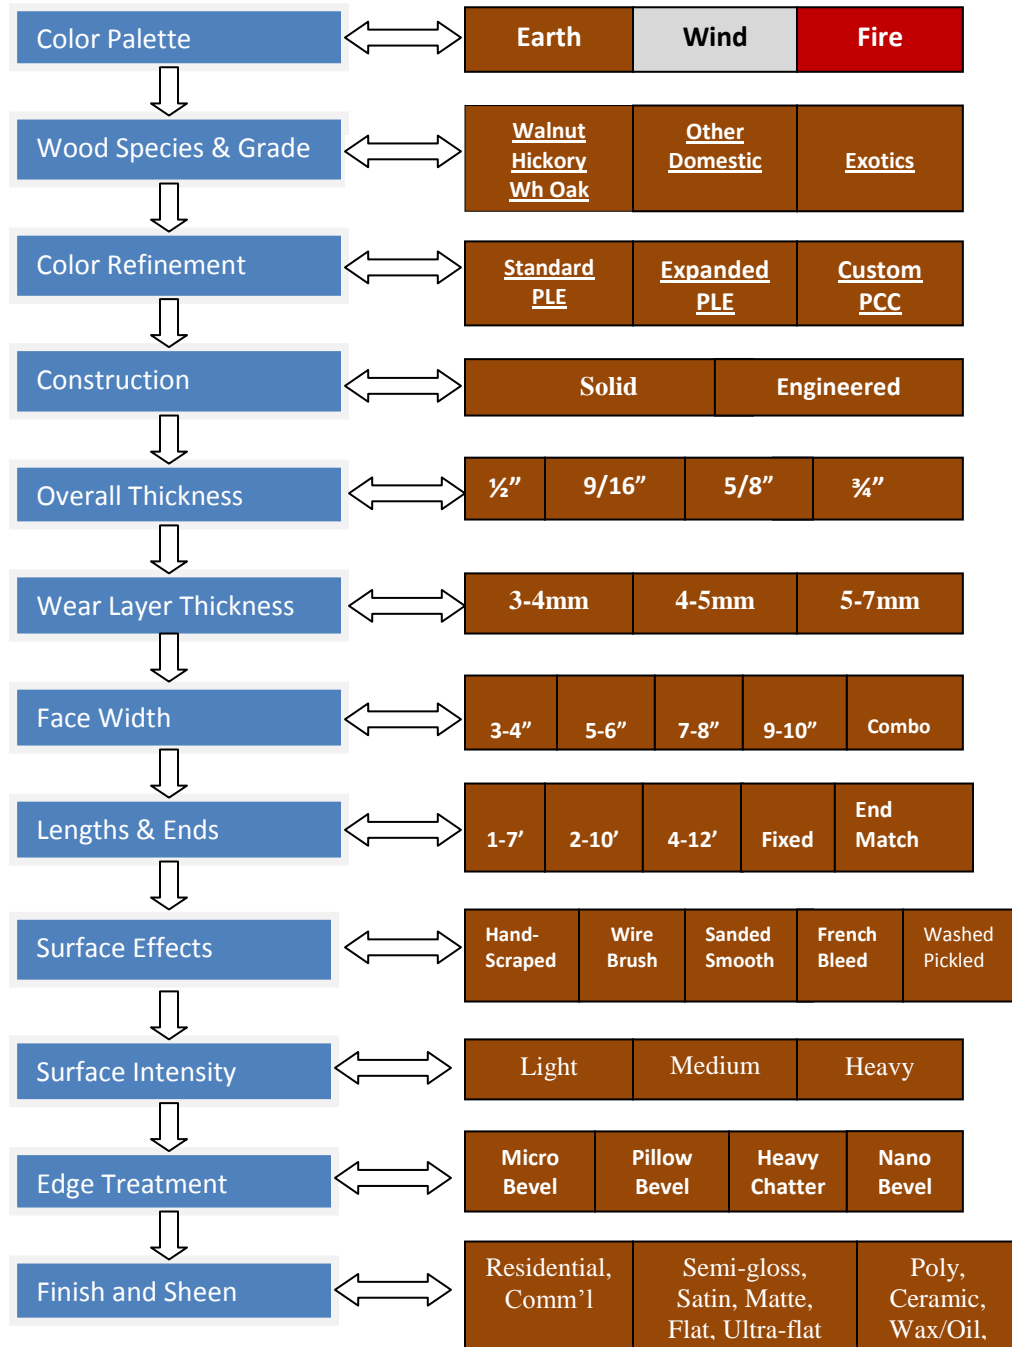 Color Palette
Earth
Wind
Fire
Wood Species & Grade
Walnut
Hickory
Wh Oak
Other
Domestic
Exotics
Color Refinement
Standard
PLE
Expanded
PLE
Custom
PCC
Construction
Solid
Engineered
Overall Thickness
½”
9/16”
5/8”
¾”
Wear Layer Thickness
3-4mm
4-5mm
5-7mm
Face Width
3-4”
5-6”
7-8”
9-10”
Combo
Lengths & Ends
1-7’
2-10’
4-12’
Fixed
End
Match
Surface Effects
Hand-
Scraped
Wire
Brush
Sanded
Smooth
French
Bleed
Washed
Pickled
Surface Intensity
Light
Medium
Heavy
Edge Treatment
Micro
Bevel
Pillow
Bevel
Heavy
Chatter
Nano
Bevel
Finish and Sheen
Residential,
Comm’l
Semi-gloss,
Satin, Matte,
Flat, Ultra-flat
Poly,
Ceramic,
Wax/Oil,